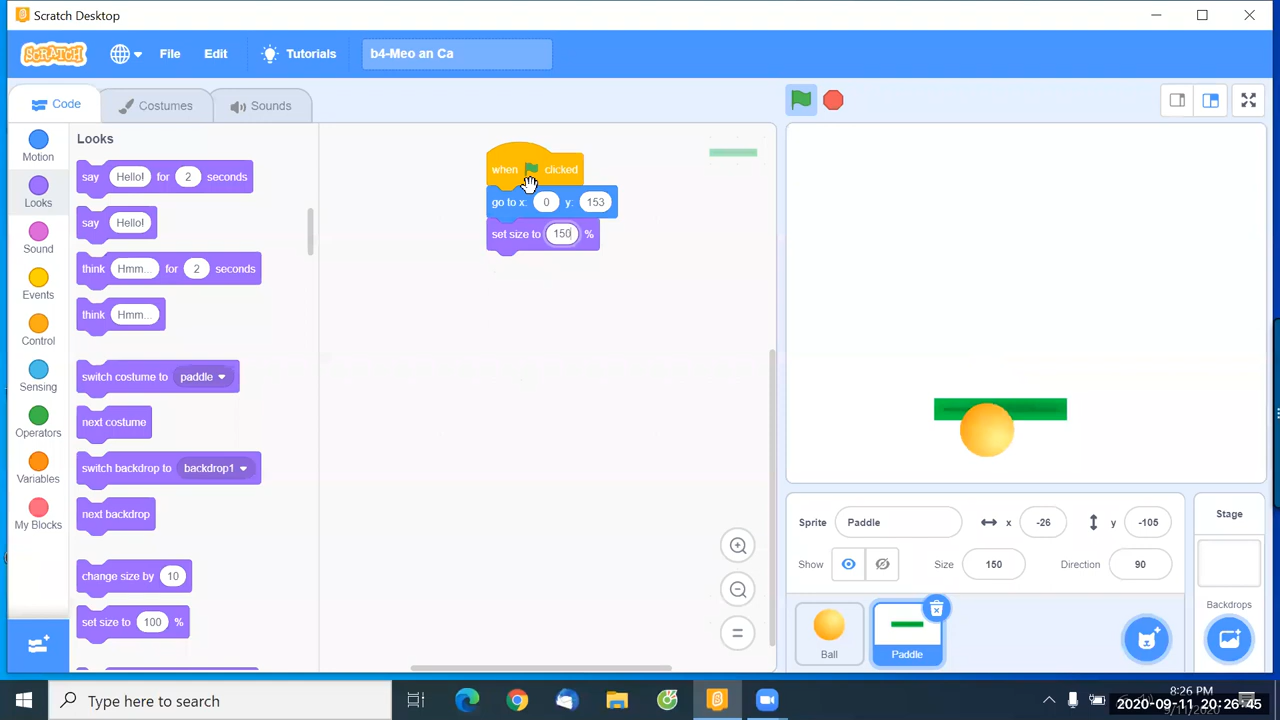 Scratch Desktop
SCRATCH File Edit Tutorials b4-Meo an Ca
Code Costumes Sounds
Motion
Looks
Sound
Events
Control
Sensing
Operators
Variables
My Blocks
Looks
say Hello! for 2 seconds
say Hello!
think Hmm... for 2 seconds
think Hmm...
switch costume to paddle
next costume
switch backdrop to backdrop1
next backdrop
change size by 10
set size to 100 %
when clicked
go to x: 0 y: 153
set size to 150 %
Sprite Paddle x -26 y -105
Show Size 150 Direction 90
Ball
Paddle
Stage
Backdrops
Type here to search
8:26 PM
2020-09-11 20:26:45